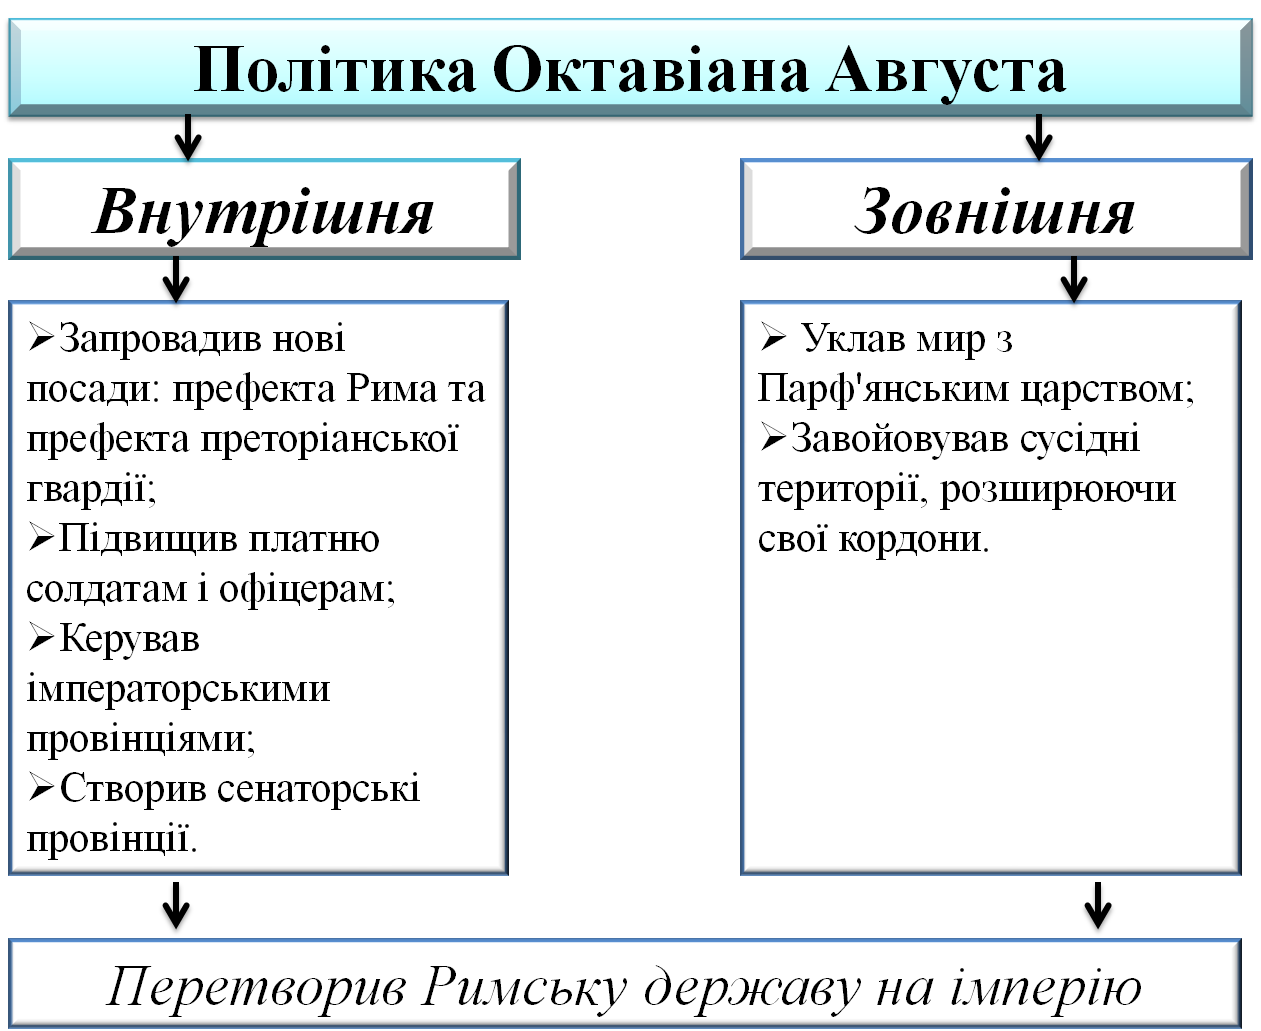 Політика Октавіана Августа
Внутрішня
Зовнішня
➢Запровадив нові
посади: префекта Рима та
префекта преторіанської
гвардії;
➢Підвищив платню
солдатам і офіцерам;
➢Керував
імператорськими
провінціями;
➢Створив сенаторські
провінції.
➢ Уклав мир з
Парф'янським царством;
➢Завойовував сусідні
території, розширюючи
свої кордони.
Перетворив Римську державу на імперію